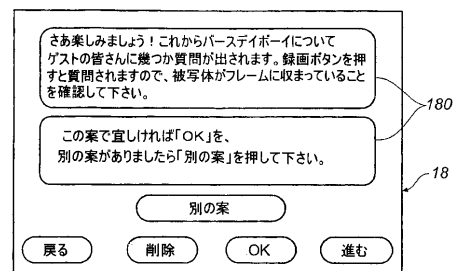 さあ楽しみましょう！これからバースデイボーイについて
ゲストの皆さんに幾つか質問が出されます。録画ボタンを押
すと質問されますので、被写体がフレームに収まっていること
を確認して下さい。
180
この案で宜しければ「OK」を、
別の案がありましたら「別の案」を押して下さい。
18
別の案
戻る 削除 OK 進む